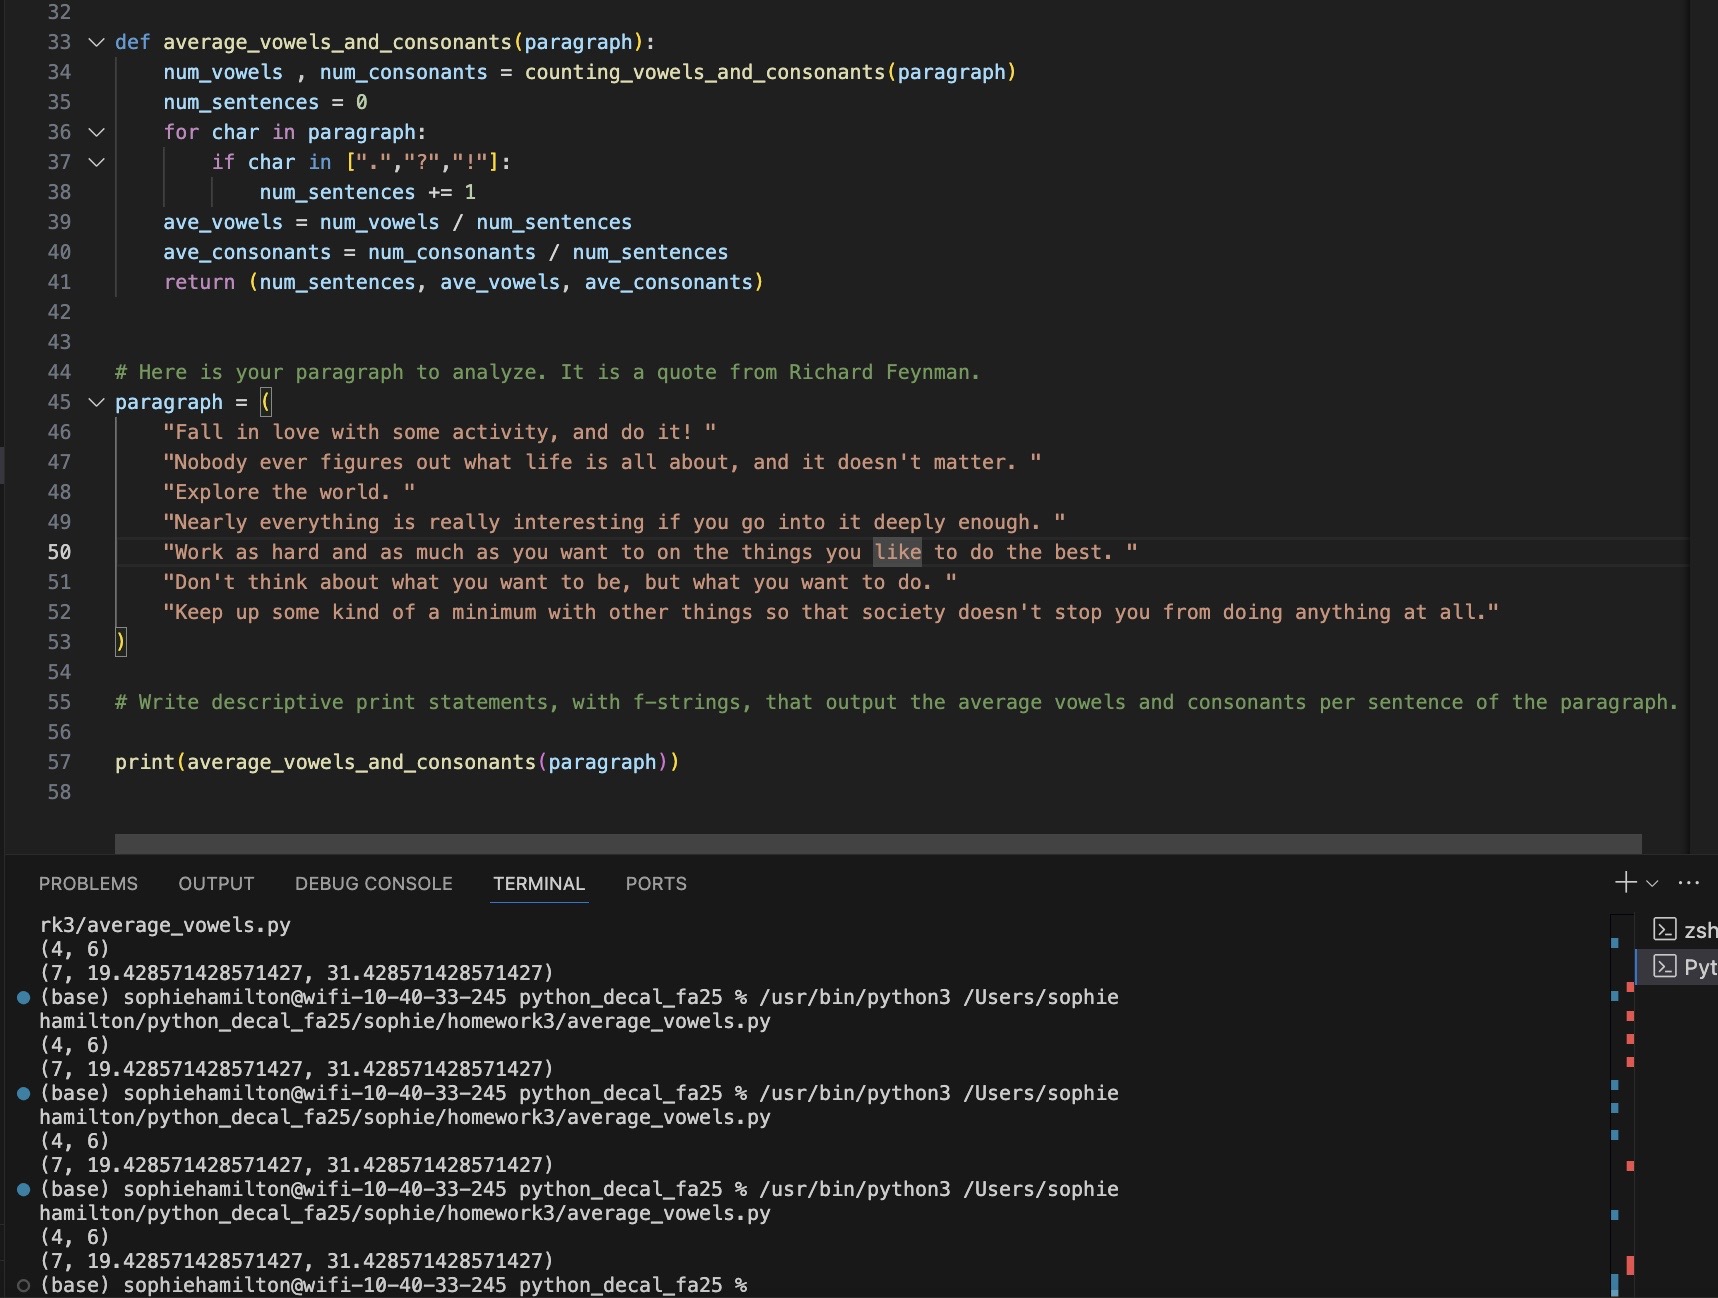 32
33 def average_vowels_and_consonants(paragraph):
34 num_vowels , num_consonants = counting_vowels_and_consonants(paragraph)
35 num_sentences = 0
36 for char in paragraph:
37 if char in [".","?","!"]:
38 num_sentences += 1
39 ave_vowels = num_vowels / num_sentences
40 ave_consonants = num_consonants / num_sentences
41 return (num_sentences, ave_vowels, ave_consonants)
42
43
44 # Here is your paragraph to analyze. It is a quote from Richard Feynman.
45 paragraph = (
46 "Fall in love with some activity, and do it! "
47 "Nobody ever figures out what life is all about, and it doesn't matter. "
48 "Explore the world. "
49 "Nearly everything is really interesting if you go into it deeply enough. "
50 "Work as hard and as much as you want to on the things you like to do the best. "
51 "Don't think about what you want to be, but what you want to do. "
52 "Keep up some kind of a minimum with other things so that society doesn't stop you from doing anything at all."
53 )
54
55 # Write descriptive print statements, with f-strings, that output the average vowels and consonants per sentence of the paragraph.
56
57 print(average_vowels_and_consonants(paragraph))
58
PROBLEMS OUTPUT DEBUG CONSOLE TERMINAL PORTS
rk3/average_vowels.py
(4, 6)
(7, 19.428571428571427, 31.428571428571427)
(base) sophiehamilton@wifi-10-40-33-245 python_decal_fa25 % /usr/bin/python3 /Users/sophie
hamilton/python_decal_fa25/sophie/homework3/average_vowels.py
(4, 6)
(7, 19.428571428571427, 31.428571428571427)
(base) sophiehamilton@wifi-10-40-33-245 python_decal_fa25 % /usr/bin/python3 /Users/sophie
hamilton/python_decal_fa25/sophie/homework3/average_vowels.py
(4, 6)
(7, 19.428571428571427, 31.428571428571427)
(base) sophiehamilton@wifi-10-40-33-245 python_decal_fa25 % /usr/bin/python3 /Users/sophie
hamilton/python_decal_fa25/sophie/homework3/average_vowels.py
(4, 6)
(7, 19.428571428571427, 31.428571428571427)
(base) sophiehamilton@wifi-10-40-33-245 python_decal_fa25 %
zsh
Pyt